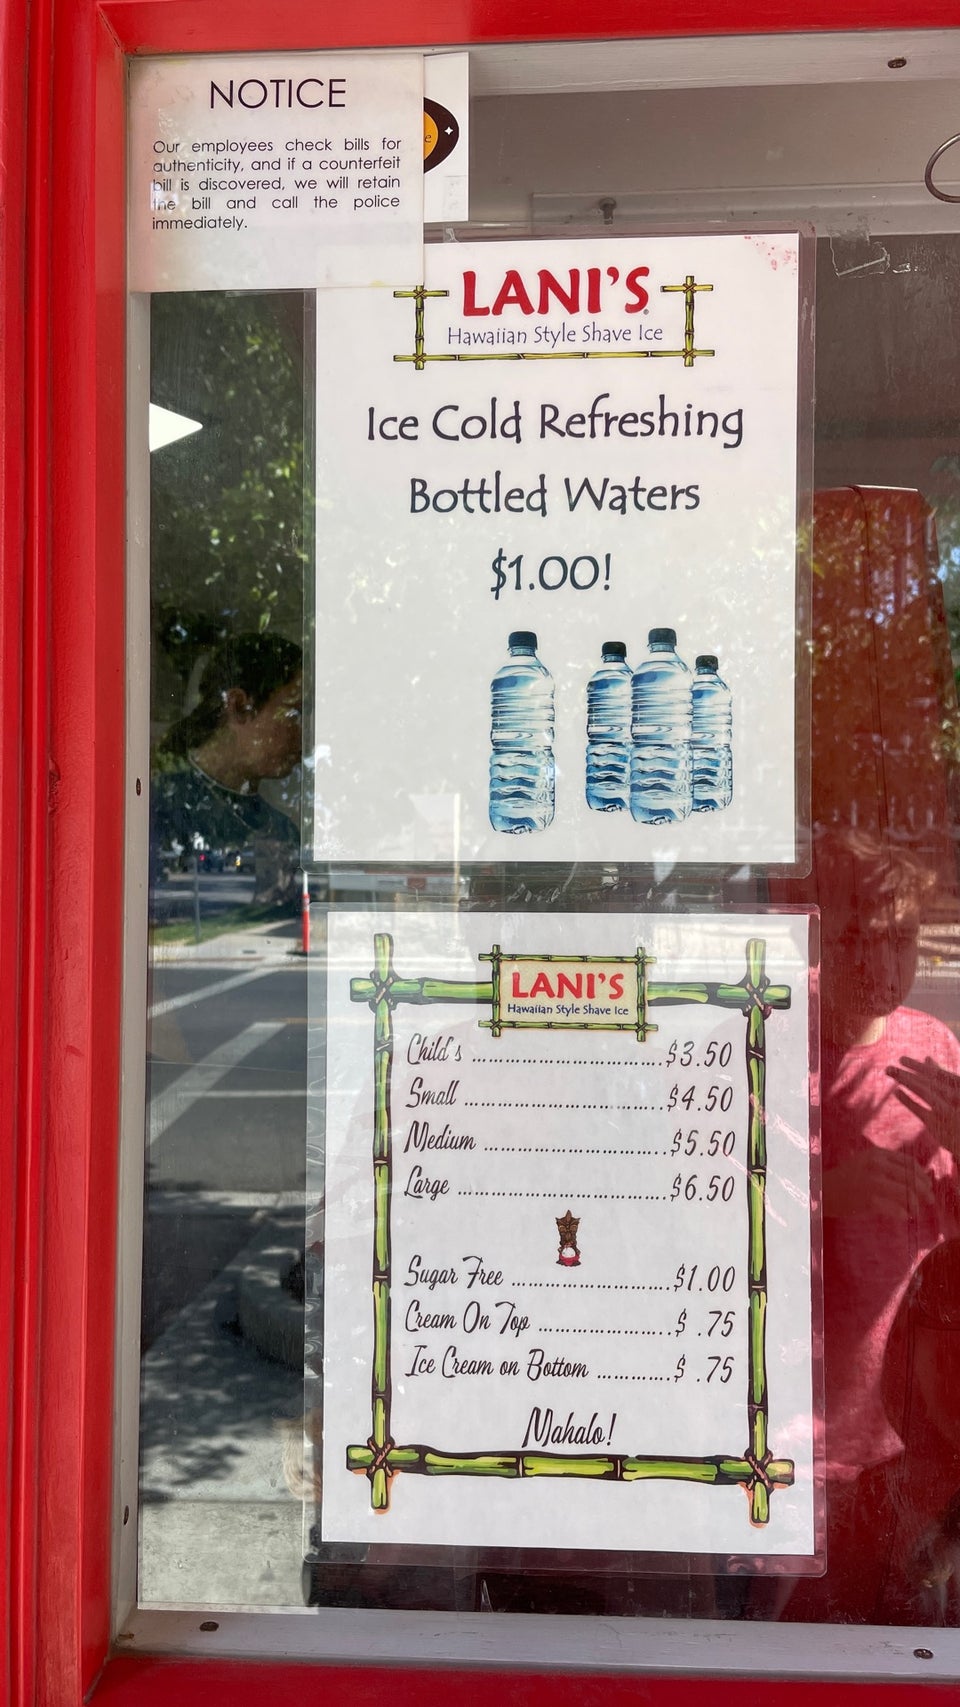 NOTICE
Our employees check bills for
authenticity, and if a counterfeit
bill is discovered, we will retain
the bill and call the police
immediately.
e
LANI'S
Hawaiian Style Shave Ice
Ice Cold Refreshing
Bottled Waters
$1.00!
LANI'S
Hawaiian Style Shave Ice
Child's ........................................ $3.50
Small ........................................ $4.50
Medium ..................................... $5.50
Large ........................................ $6.50
Sugar Free ................................ $1.00
Cream On Top ........................... $ .75
Ice Cream on Bottom ................ $ .75
Mahalo!